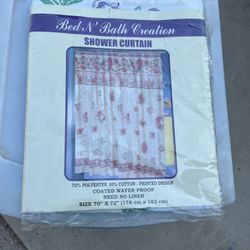 Bed N' Bath Creation
SHOWER CURTAIN
70% POLYESTER 30% COTTON - PRINTED DESIGN
COATED WATER PROOF
NEED NO LINER
SIZE 70" X 72" (178 cm x 182 cm)